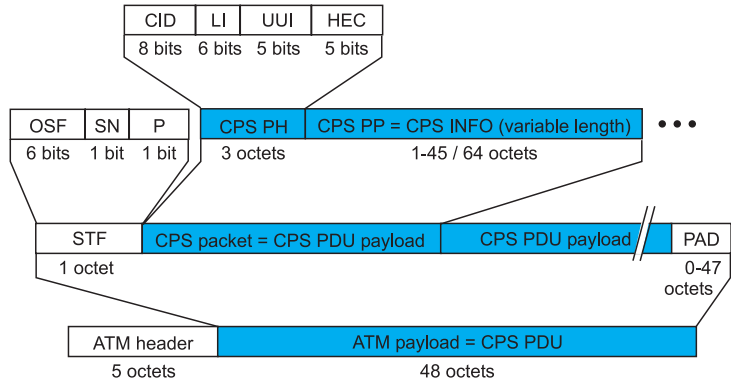 CID LI UUI HEC
8 bits 6 bits 5 bits 5 bits
OSF SN P
6 bits 1 bit 1 bit
CPS PH CPS PP = CPS INFO (variable length)
3 octets 1-45 / 64 octets
STF CPS packet = CPS PDU payload CPS PDU payload PAD
1 octet 0-47
octets
ATM header ATM payload = CPS PDU
5 octets 48 octets